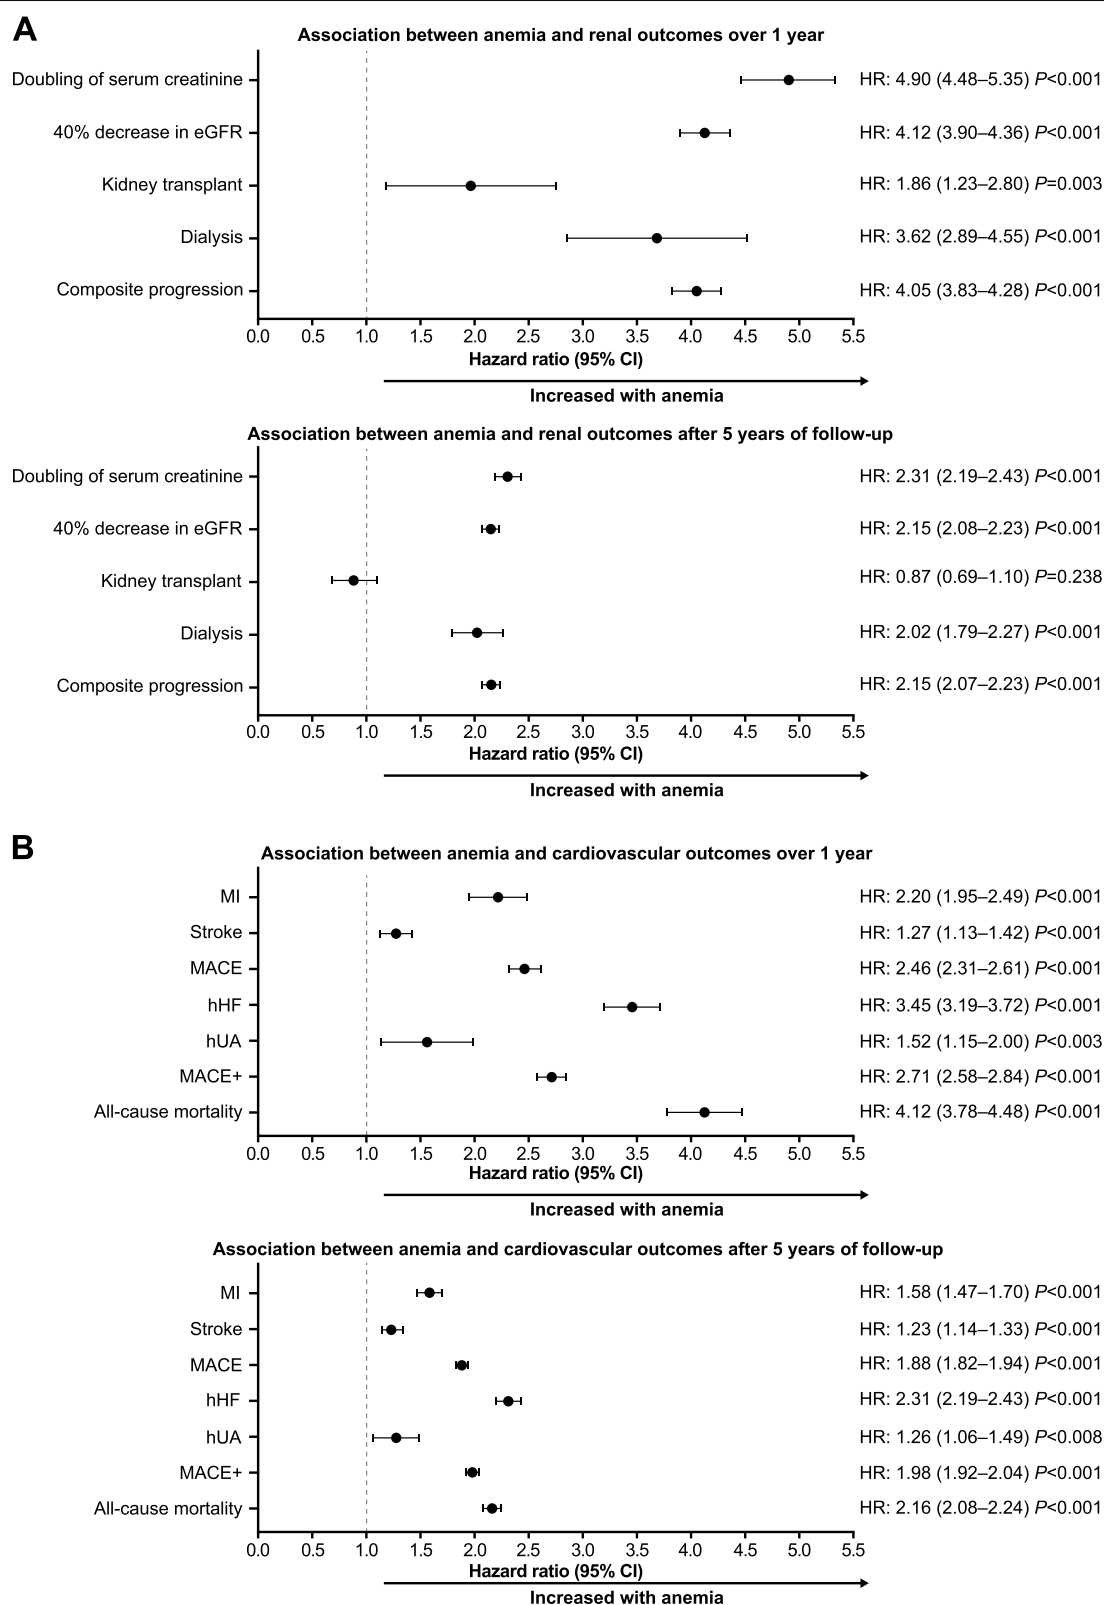 A
Association between anemia and renal outcomes over 1 year
Doubling of serum creatinine HR: 4.90 (4.48–5.35) P<0.001
40% decrease in eGFR HR: 4.12 (3.90–4.36) P<0.001
Kidney transplant HR: 1.86 (1.23–2.80) P=0.003
Dialysis HR: 3.62 (2.89–4.55) P<0.001
Composite progression HR: 4.05 (3.83–4.28) P<0.001
0.0 0.5 1.0 1.5 2.0 2.5 3.0 3.5 4.0 4.5 5.0 5.5
Hazard ratio (95% CI)
Increased with anemia
Association between anemia and renal outcomes after 5 years of follow-up
Doubling of serum creatinine HR: 2.31 (2.19–2.43) P<0.001
40% decrease in eGFR HR: 2.15 (2.08–2.23) P<0.001
Kidney transplant HR: 0.87 (0.69–1.10) P=0.238
Dialysis HR: 2.02 (1.79–2.27) P<0.001
Composite progression HR: 2.15 (2.07–2.23) P<0.001
0.0 0.5 1.0 1.5 2.0 2.5 3.0 3.5 4.0 4.5 5.0 5.5
Hazard ratio (95% CI)
Increased with anemia
B
Association between anemia and cardiovascular outcomes over 1 year
MI HR: 2.20 (1.95–2.49) P<0.001
Stroke HR: 1.27 (1.13–1.42) P<0.001
MACE HR: 2.46 (2.31–2.61) P<0.001
hHF HR: 3.45 (3.19–3.72) P<0.001
hUA HR: 1.52 (1.15–2.00) P<0.003
MACE+ HR: 2.71 (2.58–2.84) P<0.001
All-cause mortality HR: 4.12 (3.78–4.48) P<0.001
0.0 0.5 1.0 1.5 2.0 2.5 3.0 3.5 4.0 4.5 5.0 5.5
Hazard ratio (95% CI)
Increased with anemia
Association between anemia and cardiovascular outcomes after 5 years of follow-up
MI HR: 1.58 (1.47–1.70) P<0.001
Stroke HR: 1.23 (1.14–1.33) P<0.001
MACE HR: 1.88 (1.82–1.94) P<0.001
hHF HR: 2.31 (2.19–2.43) P<0.001
hUA HR: 1.26 (1.06–1.49) P<0.008
MACE+ HR: 1.98 (1.92–2.04) P<0.001
All-cause mortality HR: 2.16 (2.08–2.24) P<0.001
0.0 0.5 1.0 1.5 2.0 2.5 3.0 3.5 4.0 4.5 5.0 5.5
Hazard ratio (95% CI)
Increased with anemia